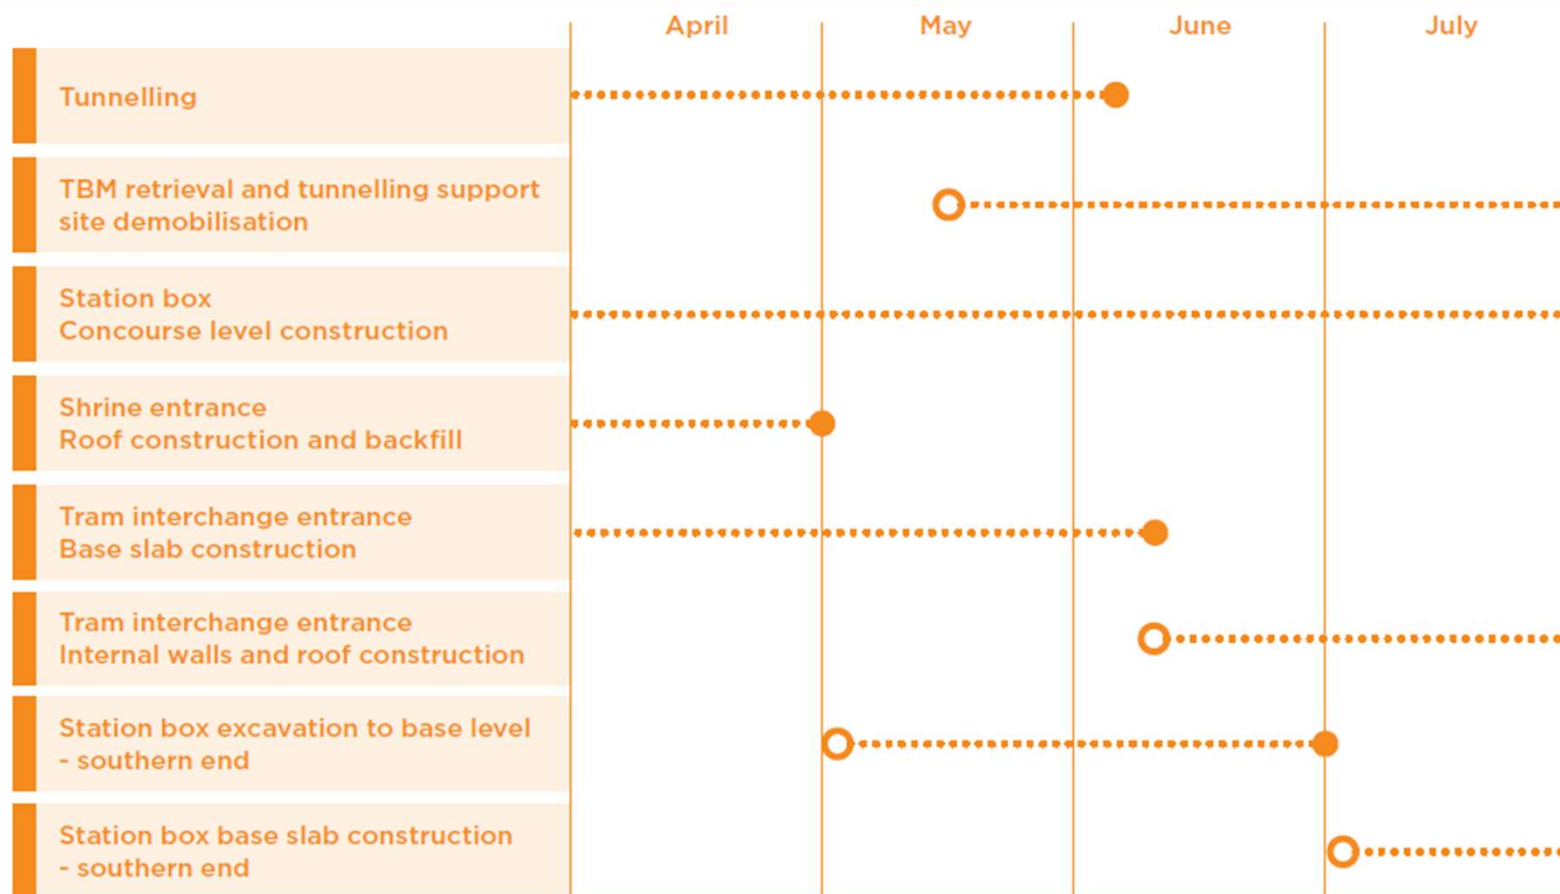 April May June July
Tunnelling
TBM retrieval and tunnelling support
site demobilisation
Station box
Concourse level construction
Shrine entrance
Roof construction and backfill
Tram interchange entrance
Base slab construction
Tram interchange entrance
Internal walls and roof construction
Station box excavation to base level
- southern end
Station box base slab construction
- southern end